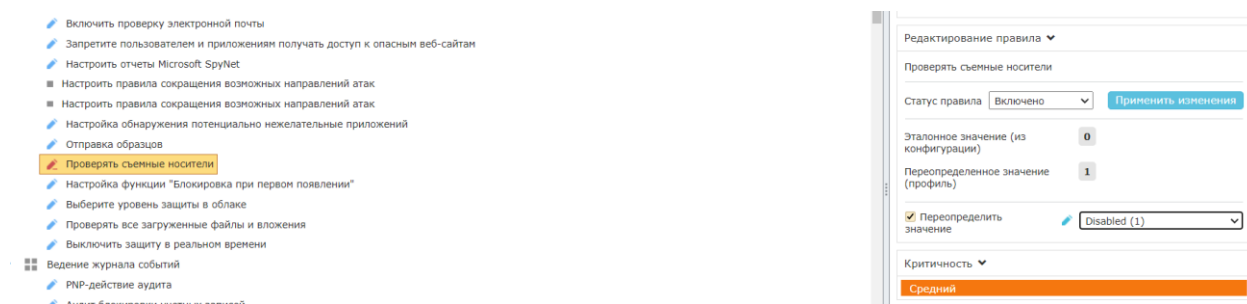 Включить проверку электронной почты
Запретите пользователем и приложениям получать доступ к опасным веб-сайтам
Настроить отчеты Microsoft SpyNet
Настроить правила сокращения возможных направлений атак
Настроить правила сокращения возможных направлений атак
Настройка обнаружения потенциально нежелательные приложений
Отправка образцов
Проверять съемные носители
Настройка функции "Блокировка при первом появлении"
Выберите уровень защиты в облаке
Проверять все загруженные файлы и вложения
Выключить защиту в реальном времени
Ведение журнала событий
PNP-действие аудита
Аудит блокировки учетных записей
Редактирование правила
Проверять съемные носители
Статус правила Включено Применить изменения
Эталонное значение (из 0
конфигурации)
Переопределенное значение 1
(профиль)
Переопределить Disabled (1)
значение
Критичность
Средний